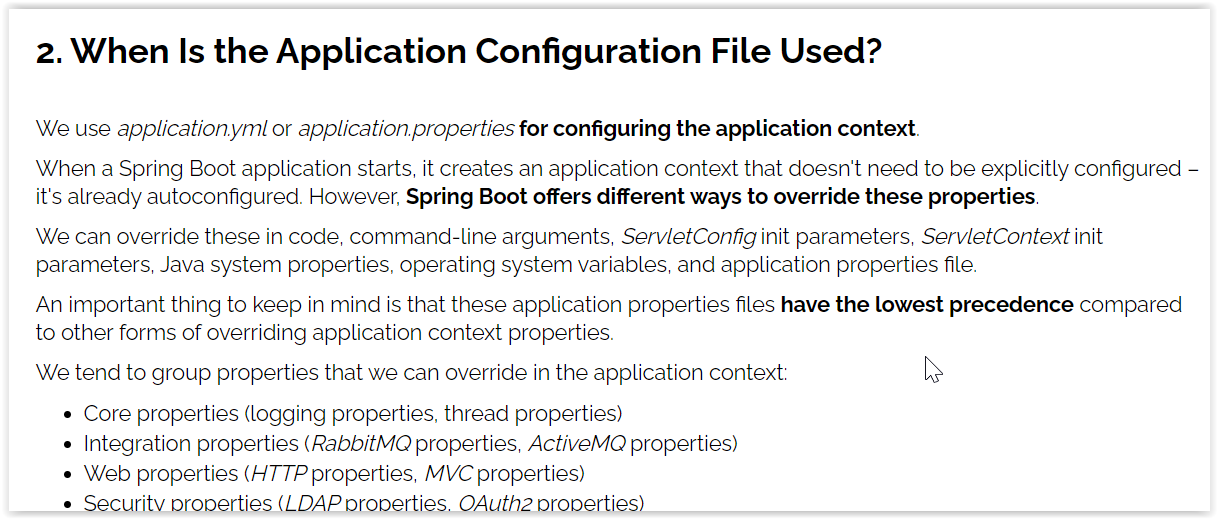 2. When Is the Application Configuration File Used?
We use application.yml or application.properties for configuring the application context.
When a Spring Boot application starts, it creates an application context that doesn't need to be explicitly configured –
it's already autoconfigured. However, Spring Boot offers different ways to override these properties.
We can override these in code, command-line arguments, ServletConfig init parameters, ServletContext init
parameters, Java system properties, operating system variables, and application properties file.
An important thing to keep in mind is that these application properties files have the lowest precedence compared
to other forms of overriding application context properties.
We tend to group properties that we can override in the application context:
• Core properties (logging properties, thread properties)
• Integration properties (RabbitMQ properties, ActiveMQ properties)
• Web properties (HTTP properties, MVC properties)
• Security properties (LDAP properties, OAuth2 properties)